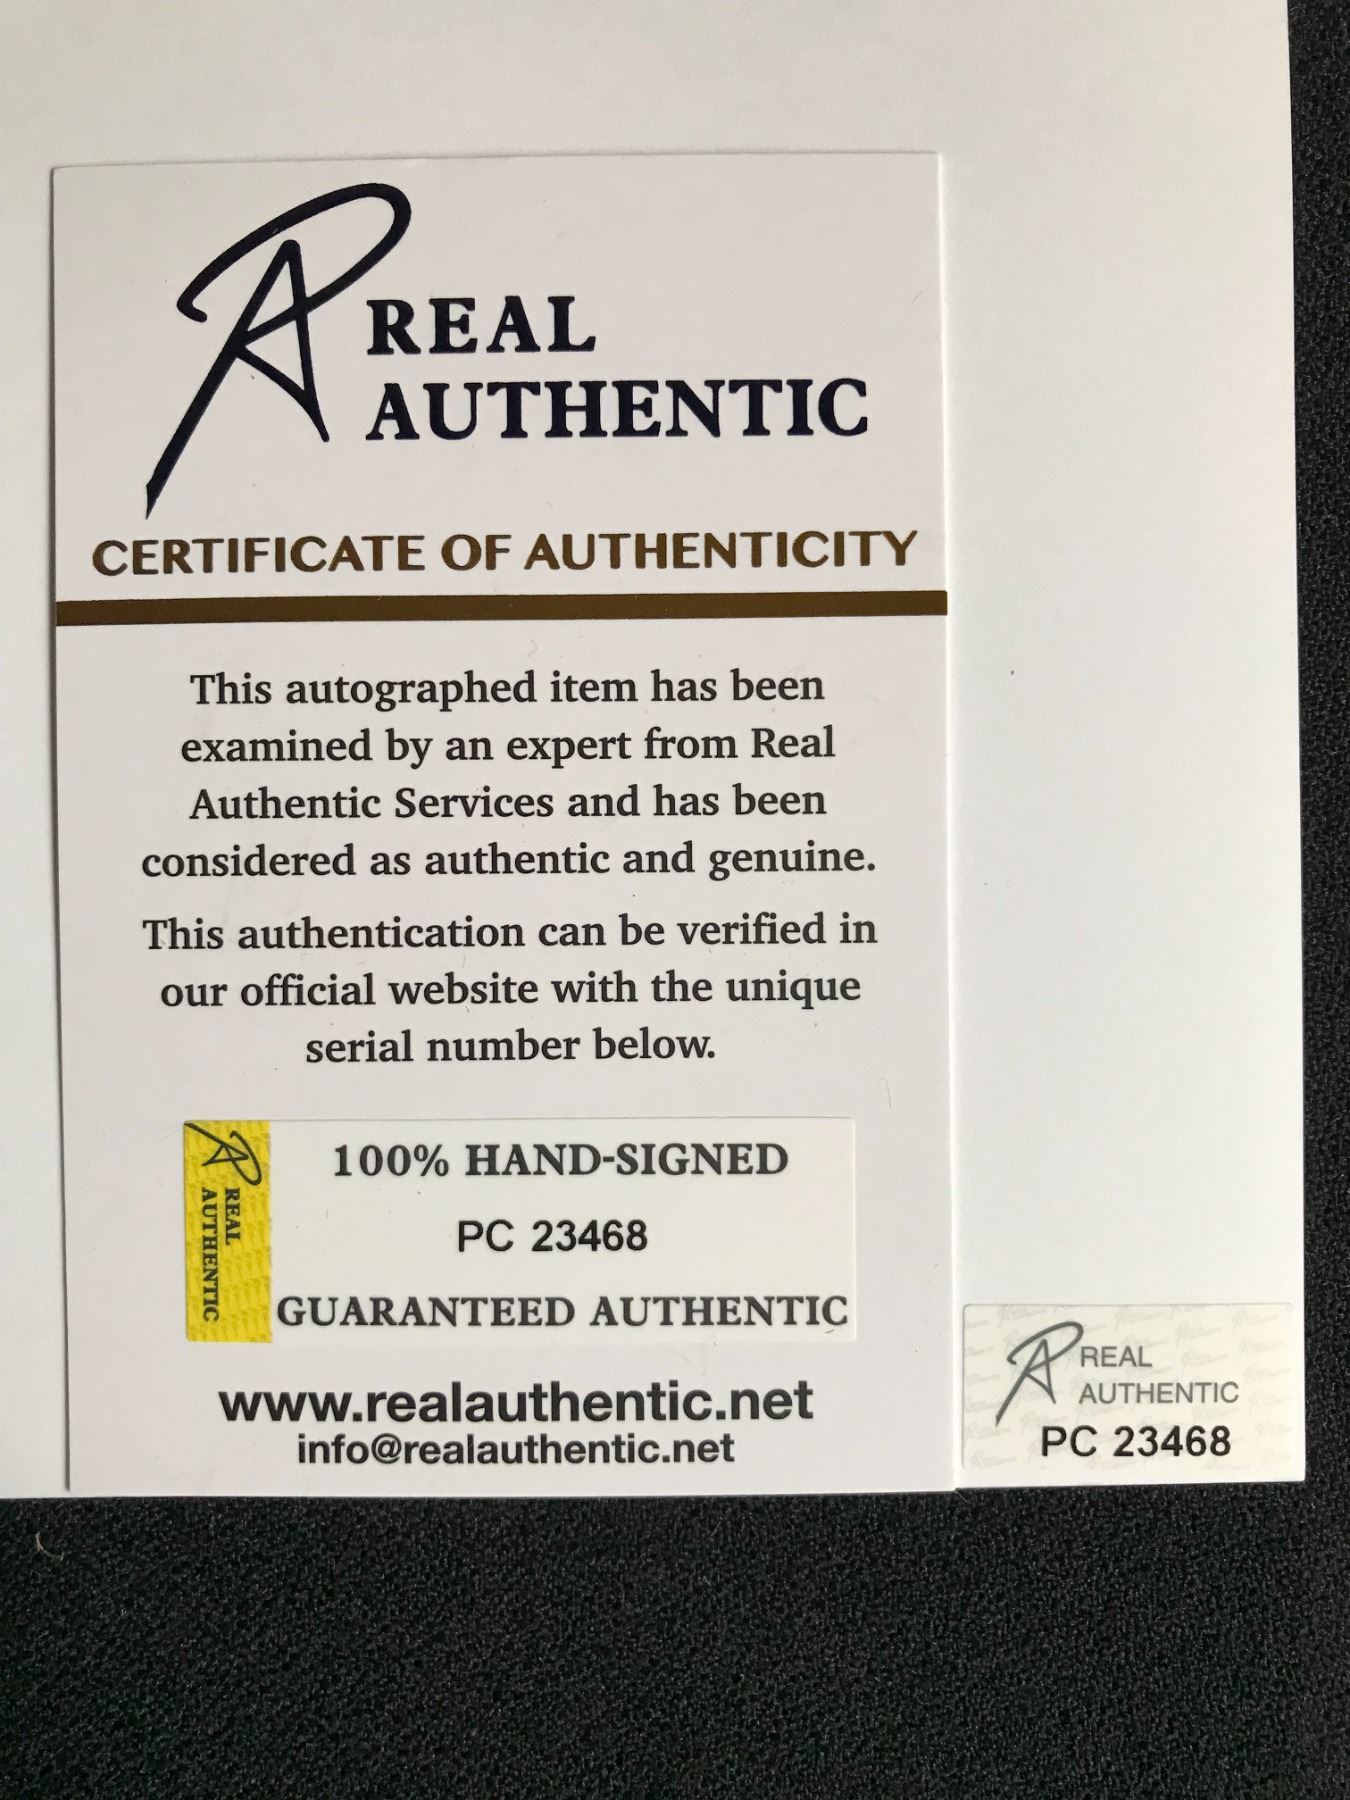 REAL
AUTHENTIC
CERTIFICATE OF AUTHENTICITY
This autographed item has been
examined by an expert from Real
Authentic Services and has been
considered as authentic and genuine.
This authentication can be verified in
our official website with the unique
serial number below.
REAL
AUTHENTIC
100% HAND-SIGNED
PC 23468
GUARANTEED AUTHENTIC
www.realauthentic.net
info@realauthentic.net
REAL
AUTHENTIC
PC 23468